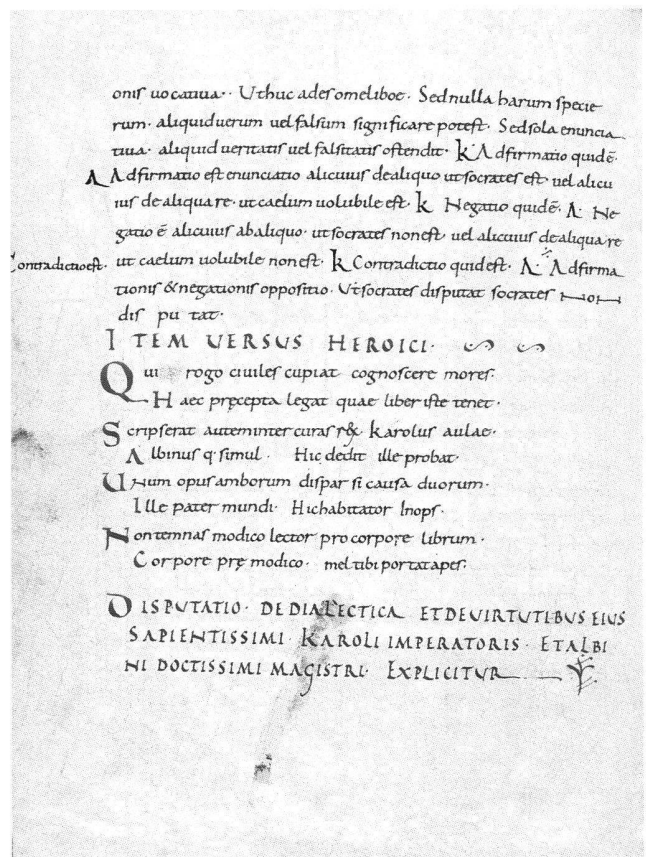 onis uocatiua·· Uthuc ades omeliboe· Sed nulla harum specie
rum· aliquid uerum uel falsum significare potest· Sed sola enuncia
tiua· aliquid ueritatis uel falsitatis ostendit· k Adfirmatio quidē·
A Adfirmatio est enunciatio alicuius de aliquo ut socrates est· uel alicu
ius de aliqua re· ut caelum uolubile est· k Negatio quidē· A· Ne
gatio ē alicuius ab aliquo· ut socrates non est· uel alicuius de aliqua re
Contradictio est· ut caelum uolubile non est· k Contradictio quid est· A· Adfirma
tionis & negationis oppositio· Ut socrates disputat socrates non
dis pu tat·
ITEM UERSUS HEROICI·
Qui rogo ciuiles cupiat cognoscere mores·
Haec pręcepta legat quae liber iste tenet·
Scripserat autem inter curas rex karolus aulae·
Albinus q· simul· Hic dedit ille probat·
Unum opus amborum dispar si causa duorum·
Ille pater mundi· Hic habitator Inops·
Non temnas modico lector pro corpore librum·
Corpore pre modico· mel tibi portat apes·
DISPUTATIO· DE DIALECTICA ET DE UIRTUTIBUS EIUS
SAPIENTISSIMI· KAROLI IMPERATORIS· ET ALBI
NI DOCTISSIMI MAGISTRI· EXPLICITUR